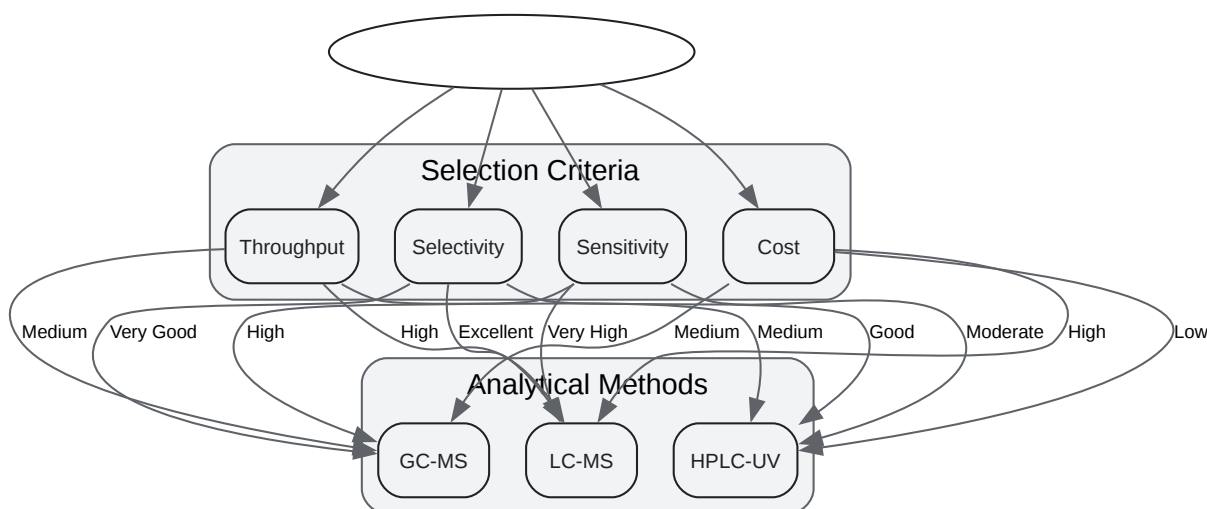 Selection Criteria
Throughput Selectivity Sensitivity Cost
Medium Very Good High High Excellent Very High Medium Medium Good Moderate High Low
Analytical Methods
GC-MS LC-MS HPLC-UV